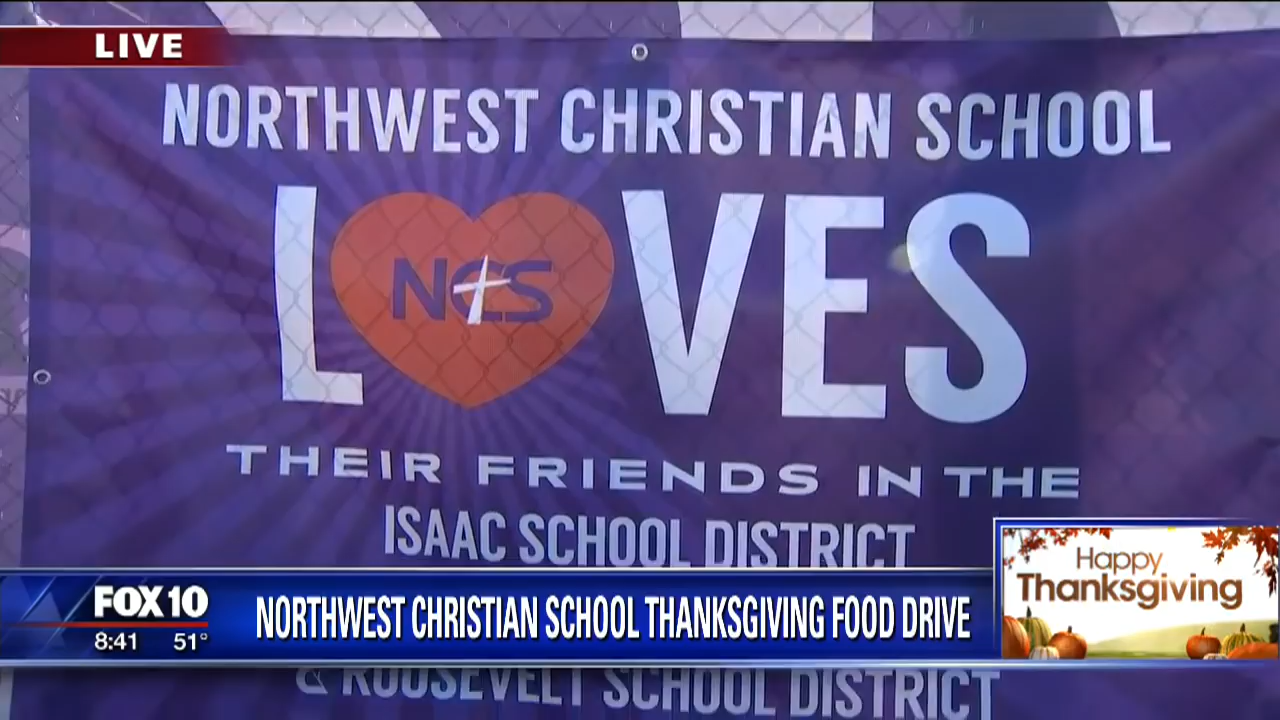 LIVE
NORTHWEST CHRISTIAN SCHOOL
L VES
NCS
THEIR FRIENDS IN THE
ISAAC SCHOOL DISTRICT
Happy
Thanksgiving
FOX 10
NORTHWEST CHRISTIAN SCHOOL THANKSGIVING FOOD DRIVE
8:41 51°
& ROOSEVELT SCHOOL DISTRICT